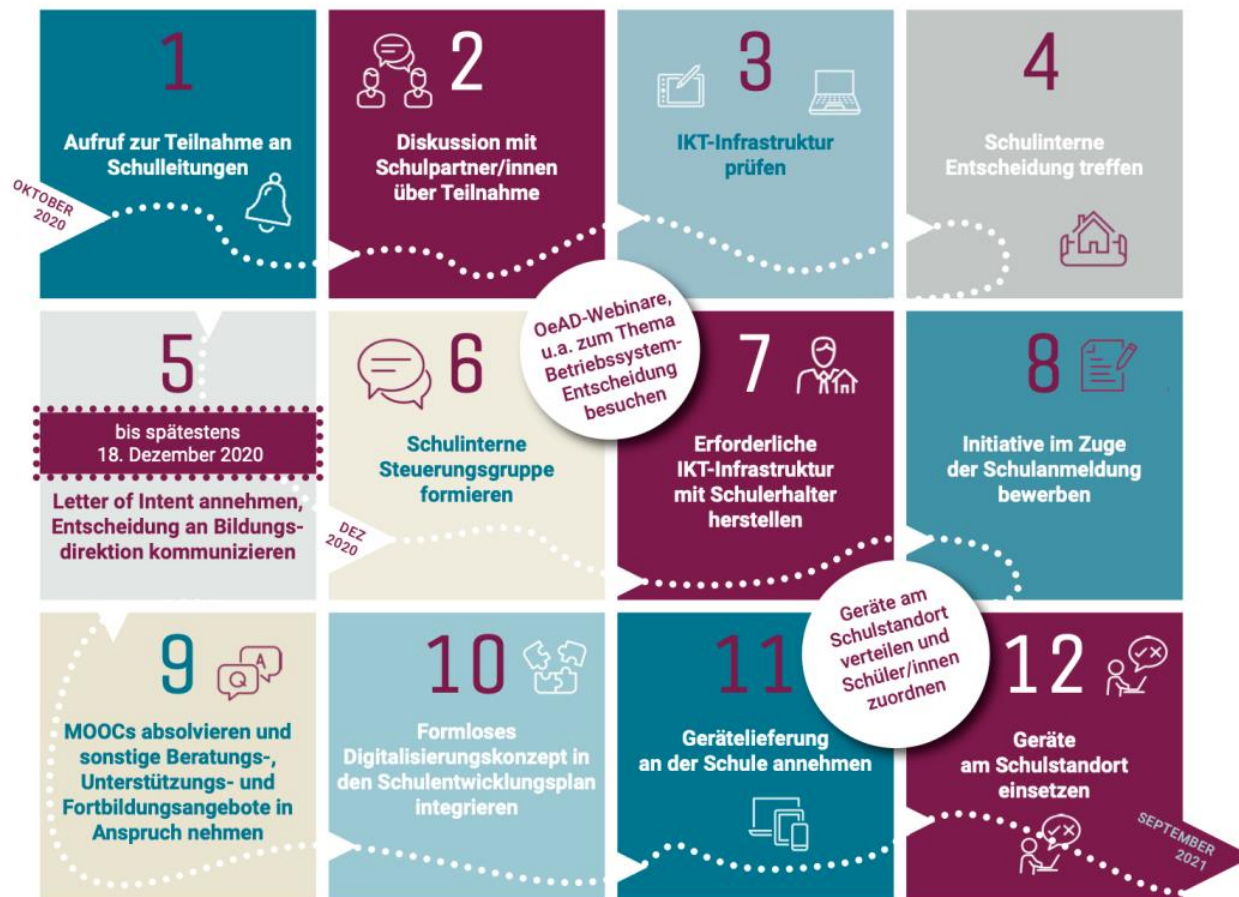 1
Aufruf zur Teilnahme an
Schulleitungen
OKTOBER
2020
2
Diskussion mit
Schulpartner/innen
über Teilnahme
3
IKT-Infrastruktur
prüfen
4
Schulinterne
Entscheidung treffen
5
bis spätestens
18. Dezember 2020
Letter of Intent annehmen,
Entscheidung an Bildungs-
direktion kommunizieren
DEZ
2020
6
Schulinterne
Steuerungsgruppe
formieren
OeAD-Webinare,
u.a. zum Thema
Betriebssystem-
Entscheidung
besuchen
7
Erforderliche
IKT-Infrastruktur
mit Schulerhalter
herstellen
8
Initiative im Zuge
der Schulanmeldung
bewerben
9
Q
A
MOOCs absolvieren und
sonstige Beratungs-,
Unterstützungs- und
Fortbildungsangebote in
Anspruch nehmen
10
Formloses
Digitalisierungskonzept in
den Schulentwicklungsplan
integrieren
11
Gerätelieferung
an der Schule annehmen
Geräte am
Schulstandort
verteilen und
Schüler/innen
zuordnen
12
Geräte
am Schulstandort
einsetzen
SEPTEMBER
2021